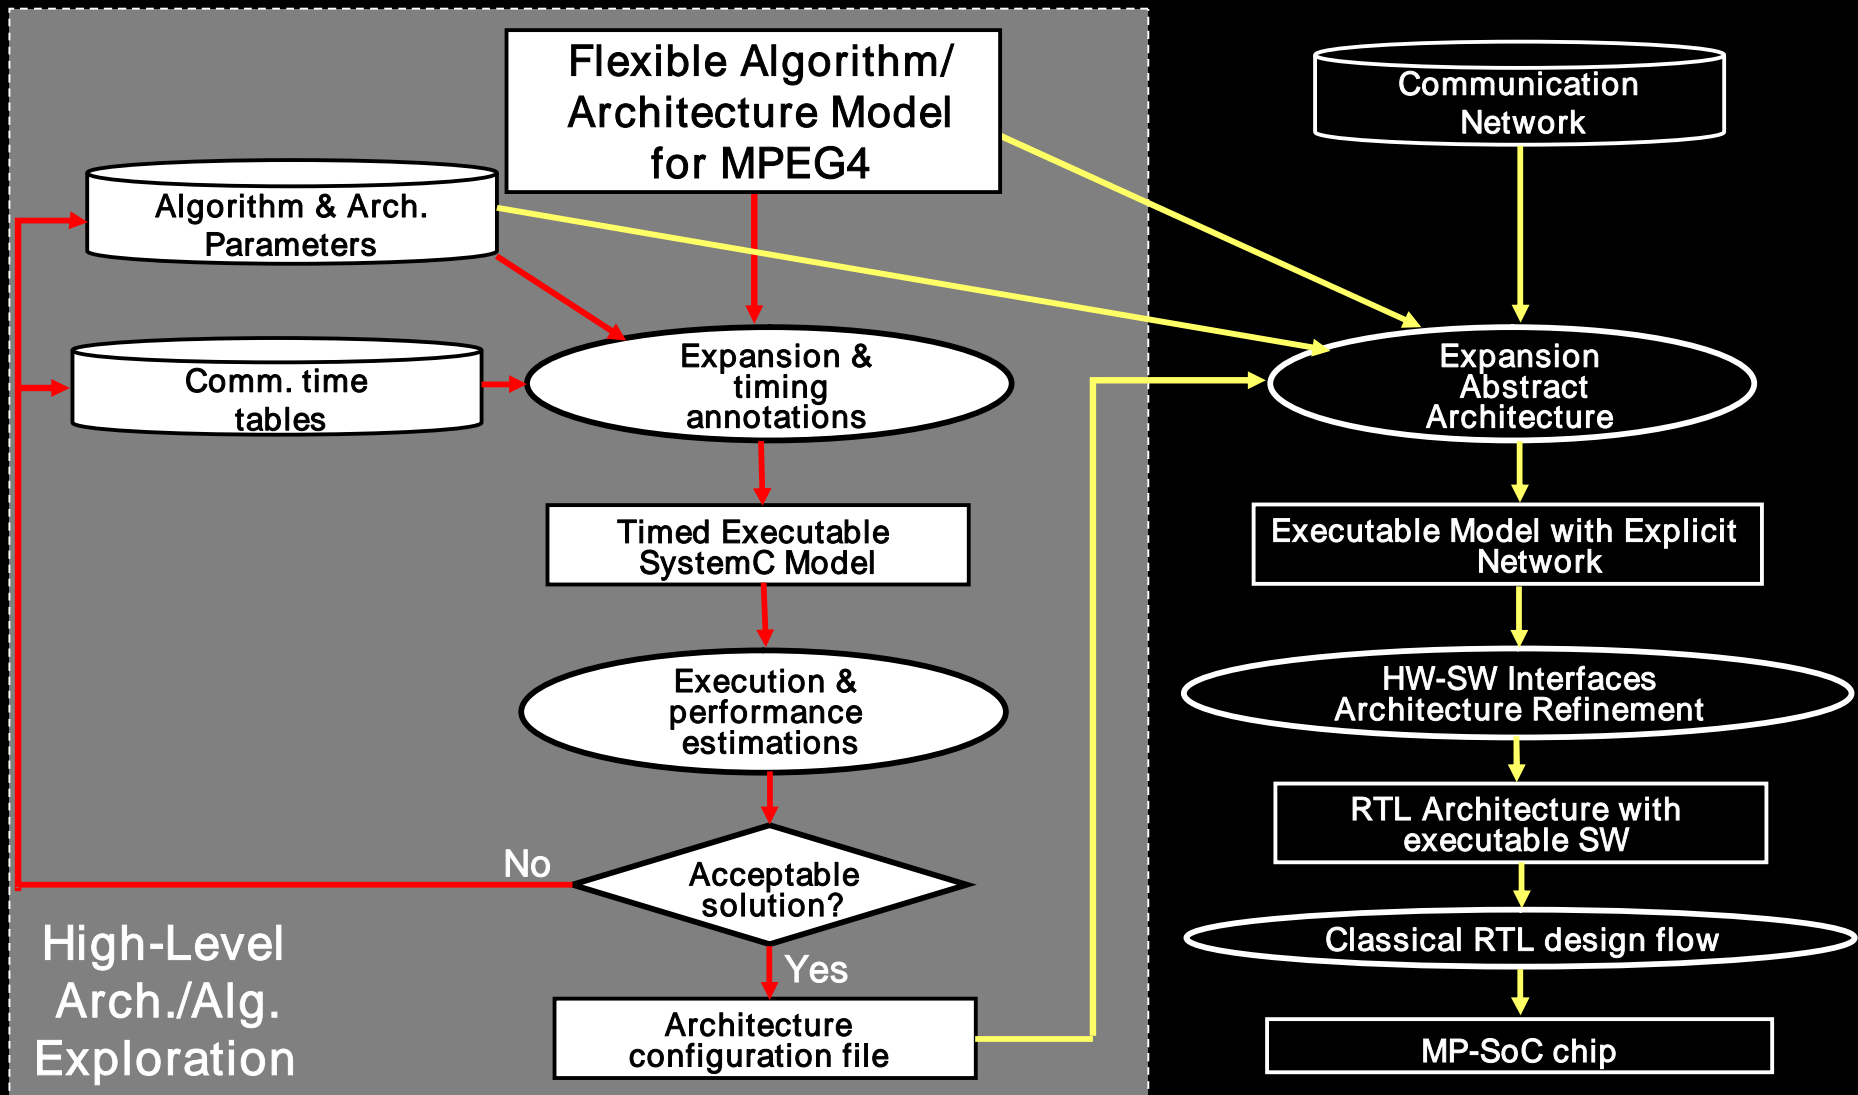 Flexible Algorithm/
Architecture Model
for MPEG4
Communication
Network
Algorithm & Arch.
Parameters
Comm. time
tables
Expansion &
timing
annotations
Expansion
Abstract
Architecture
Timed Executable
SystemC Model
Executable Model with Explicit
Network
Execution &
performance
estimations
HW-SW Interfaces
Architecture Refinement
RTL Architecture with
executable SW
No
Acceptable
solution?
Yes
Classical RTL design flow
High-Level
Arch./Alg.
Exploration
Architecture
configuration file
MP-SoC chip